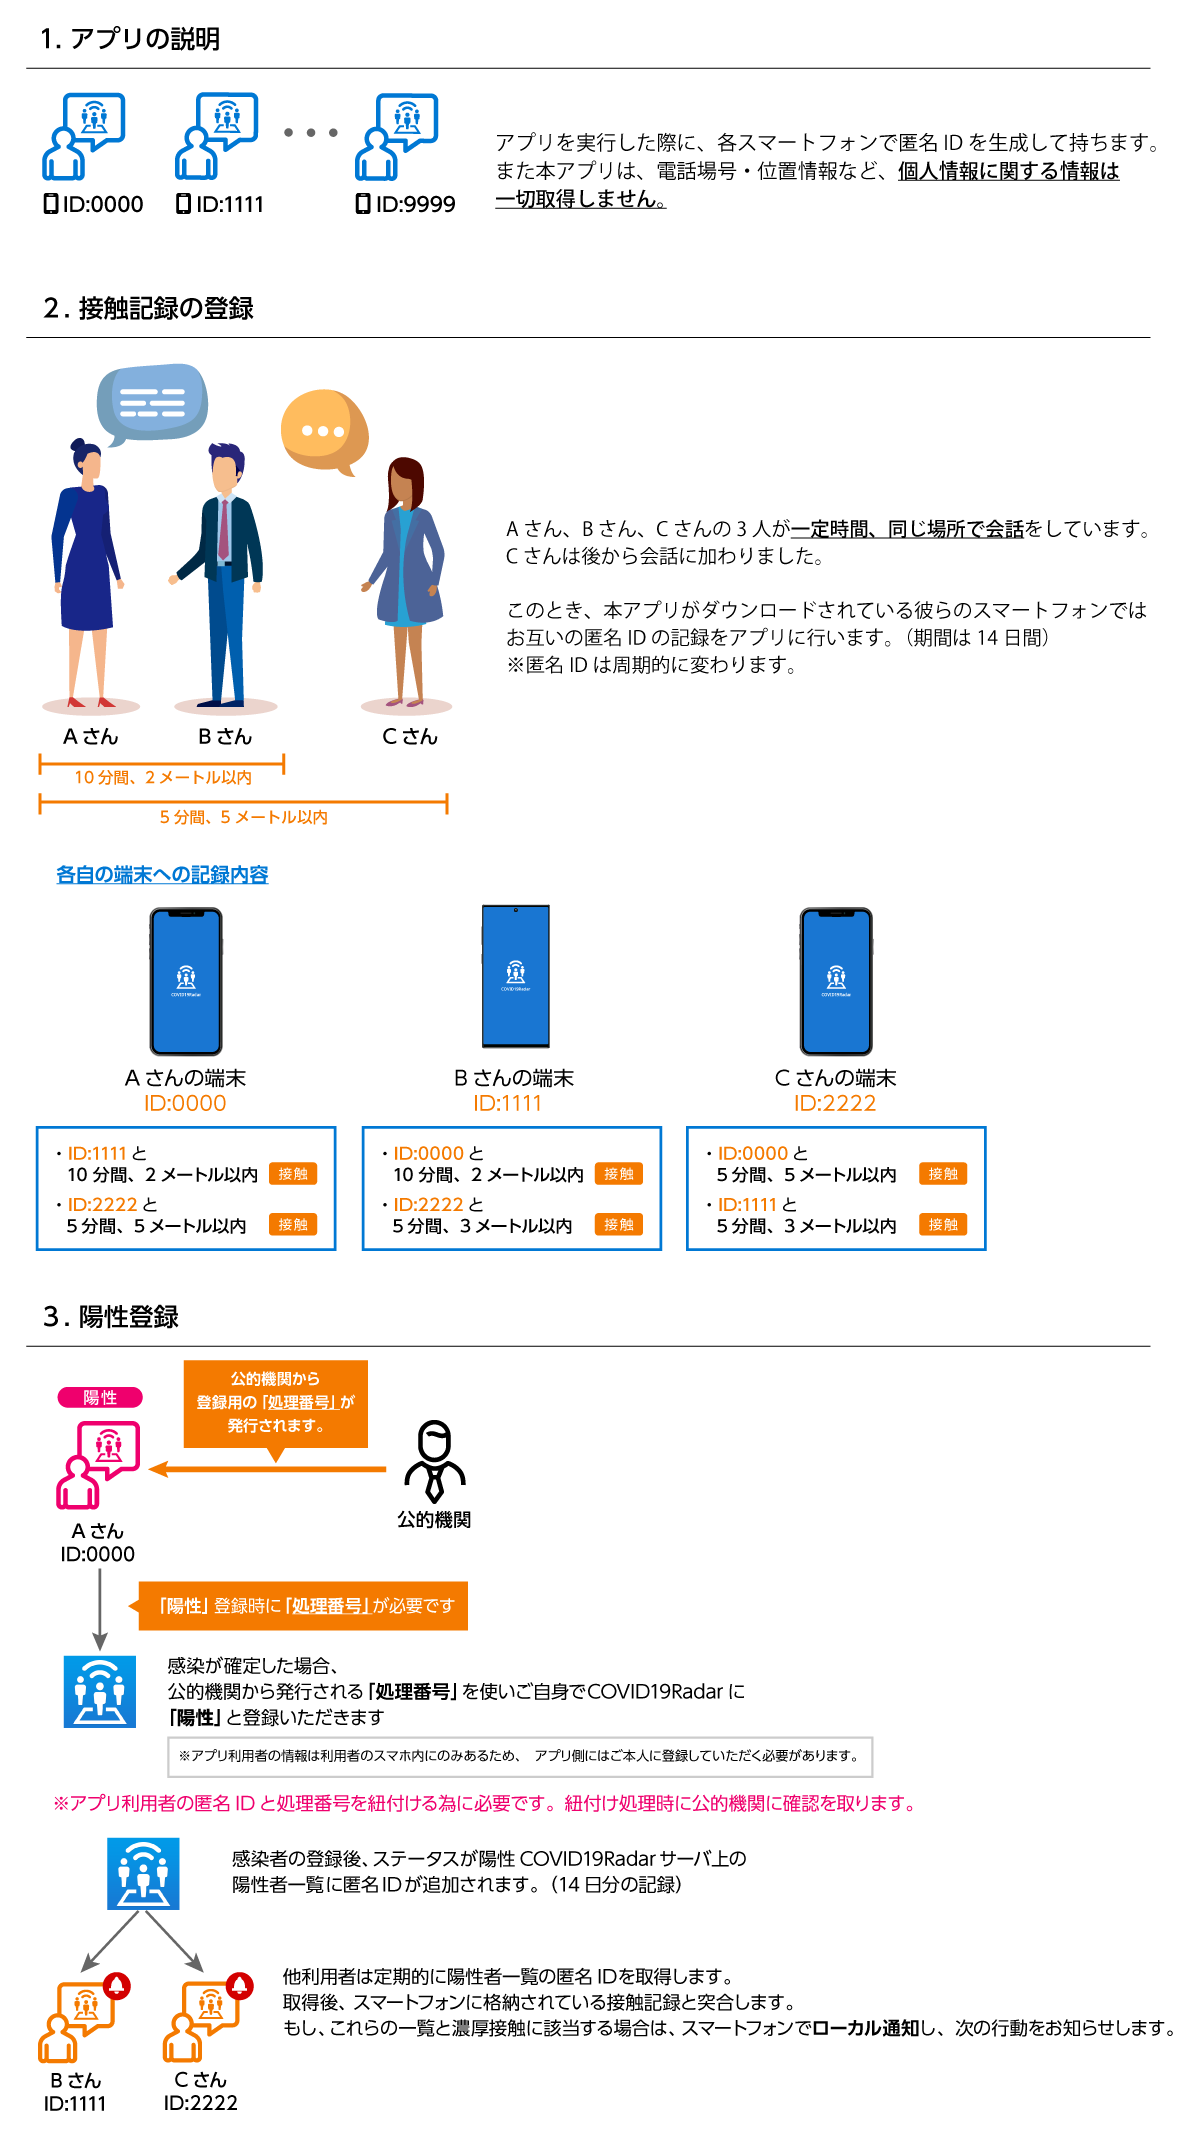 1. アプリの説明
ID:0000
ID:1111
ID:9999
アプリを実行した際に、各スマートフォンで匿名 ID を生成して持ちます。
また本アプリは、電話場号・位置情報など、個人情報に関する情報は
一切取得しません。
2. 接触記録の登録
A さん、B さん、C さんの 3 人が一定時間、同じ場所で会話をしています。
C さんは後から会話に加わりました。
このとき、本アプリがダウンロードされている彼らのスマートフォンでは
お互いの匿名 ID の記録をアプリに行います。（期間は 14 日間）
※匿名 ID は周期的に変わります。
A さん
B さん
C さん
10 分間、2 メートル以内
5 分間、5 メートル以内
各自の端末への記録内容
COVID19Radar
COVID19Radar
COVID19Radar
A さんの端末
ID:0000
B さんの端末
ID:1111
C さんの端末
ID:2222
・ID:1111 と
10 分間、2 メートル以内 接触
・ID:2222 と
5 分間、5 メートル以内 接触
・ID:0000 と
10 分間、2 メートル以内 接触
・ID:2222 と
5 分間、3 メートル以内 接触
・ID:0000 と
5 分間、5 メートル以内 接触
・ID:1111 と
5 分間、3 メートル以内 接触
3. 陽性登録
陽性
公的機関から
登録用の「処理番号」が
発行されます。
公的機関
A さん
ID:0000
「陽性」登録時に「処理番号」が必要です
感染が確定した場合、
公的機関から発行される「処理番号」を使いご自身でCOVID19Radar に
「陽性」と登録いただきます
※アプリ利用者の情報は利用者のスマホ内にのみあるため、 アプリ側にはご本人に登録していただく必要があります。
※アプリ利用者の匿名 ID と処理番号を紐付ける為に必要です。紐付け処理時に公的機関に確認を取ります。
感染者の登録後、ステータスが陽性 COVID19Radar サーバ上の
陽性者一覧に匿名IDが追加されます。（14 日分の記録）
他利用者は定期的に陽性者一覧の匿名 IDを取得します。
取得後、スマートフォンに格納されている接触記録と突合します。
もし、これらの一覧と濃厚接触に該当する場合は、スマートフォンでローカル通知し、次の行動をお知らせします。
B さん
ID:1111
C さん
ID:2222